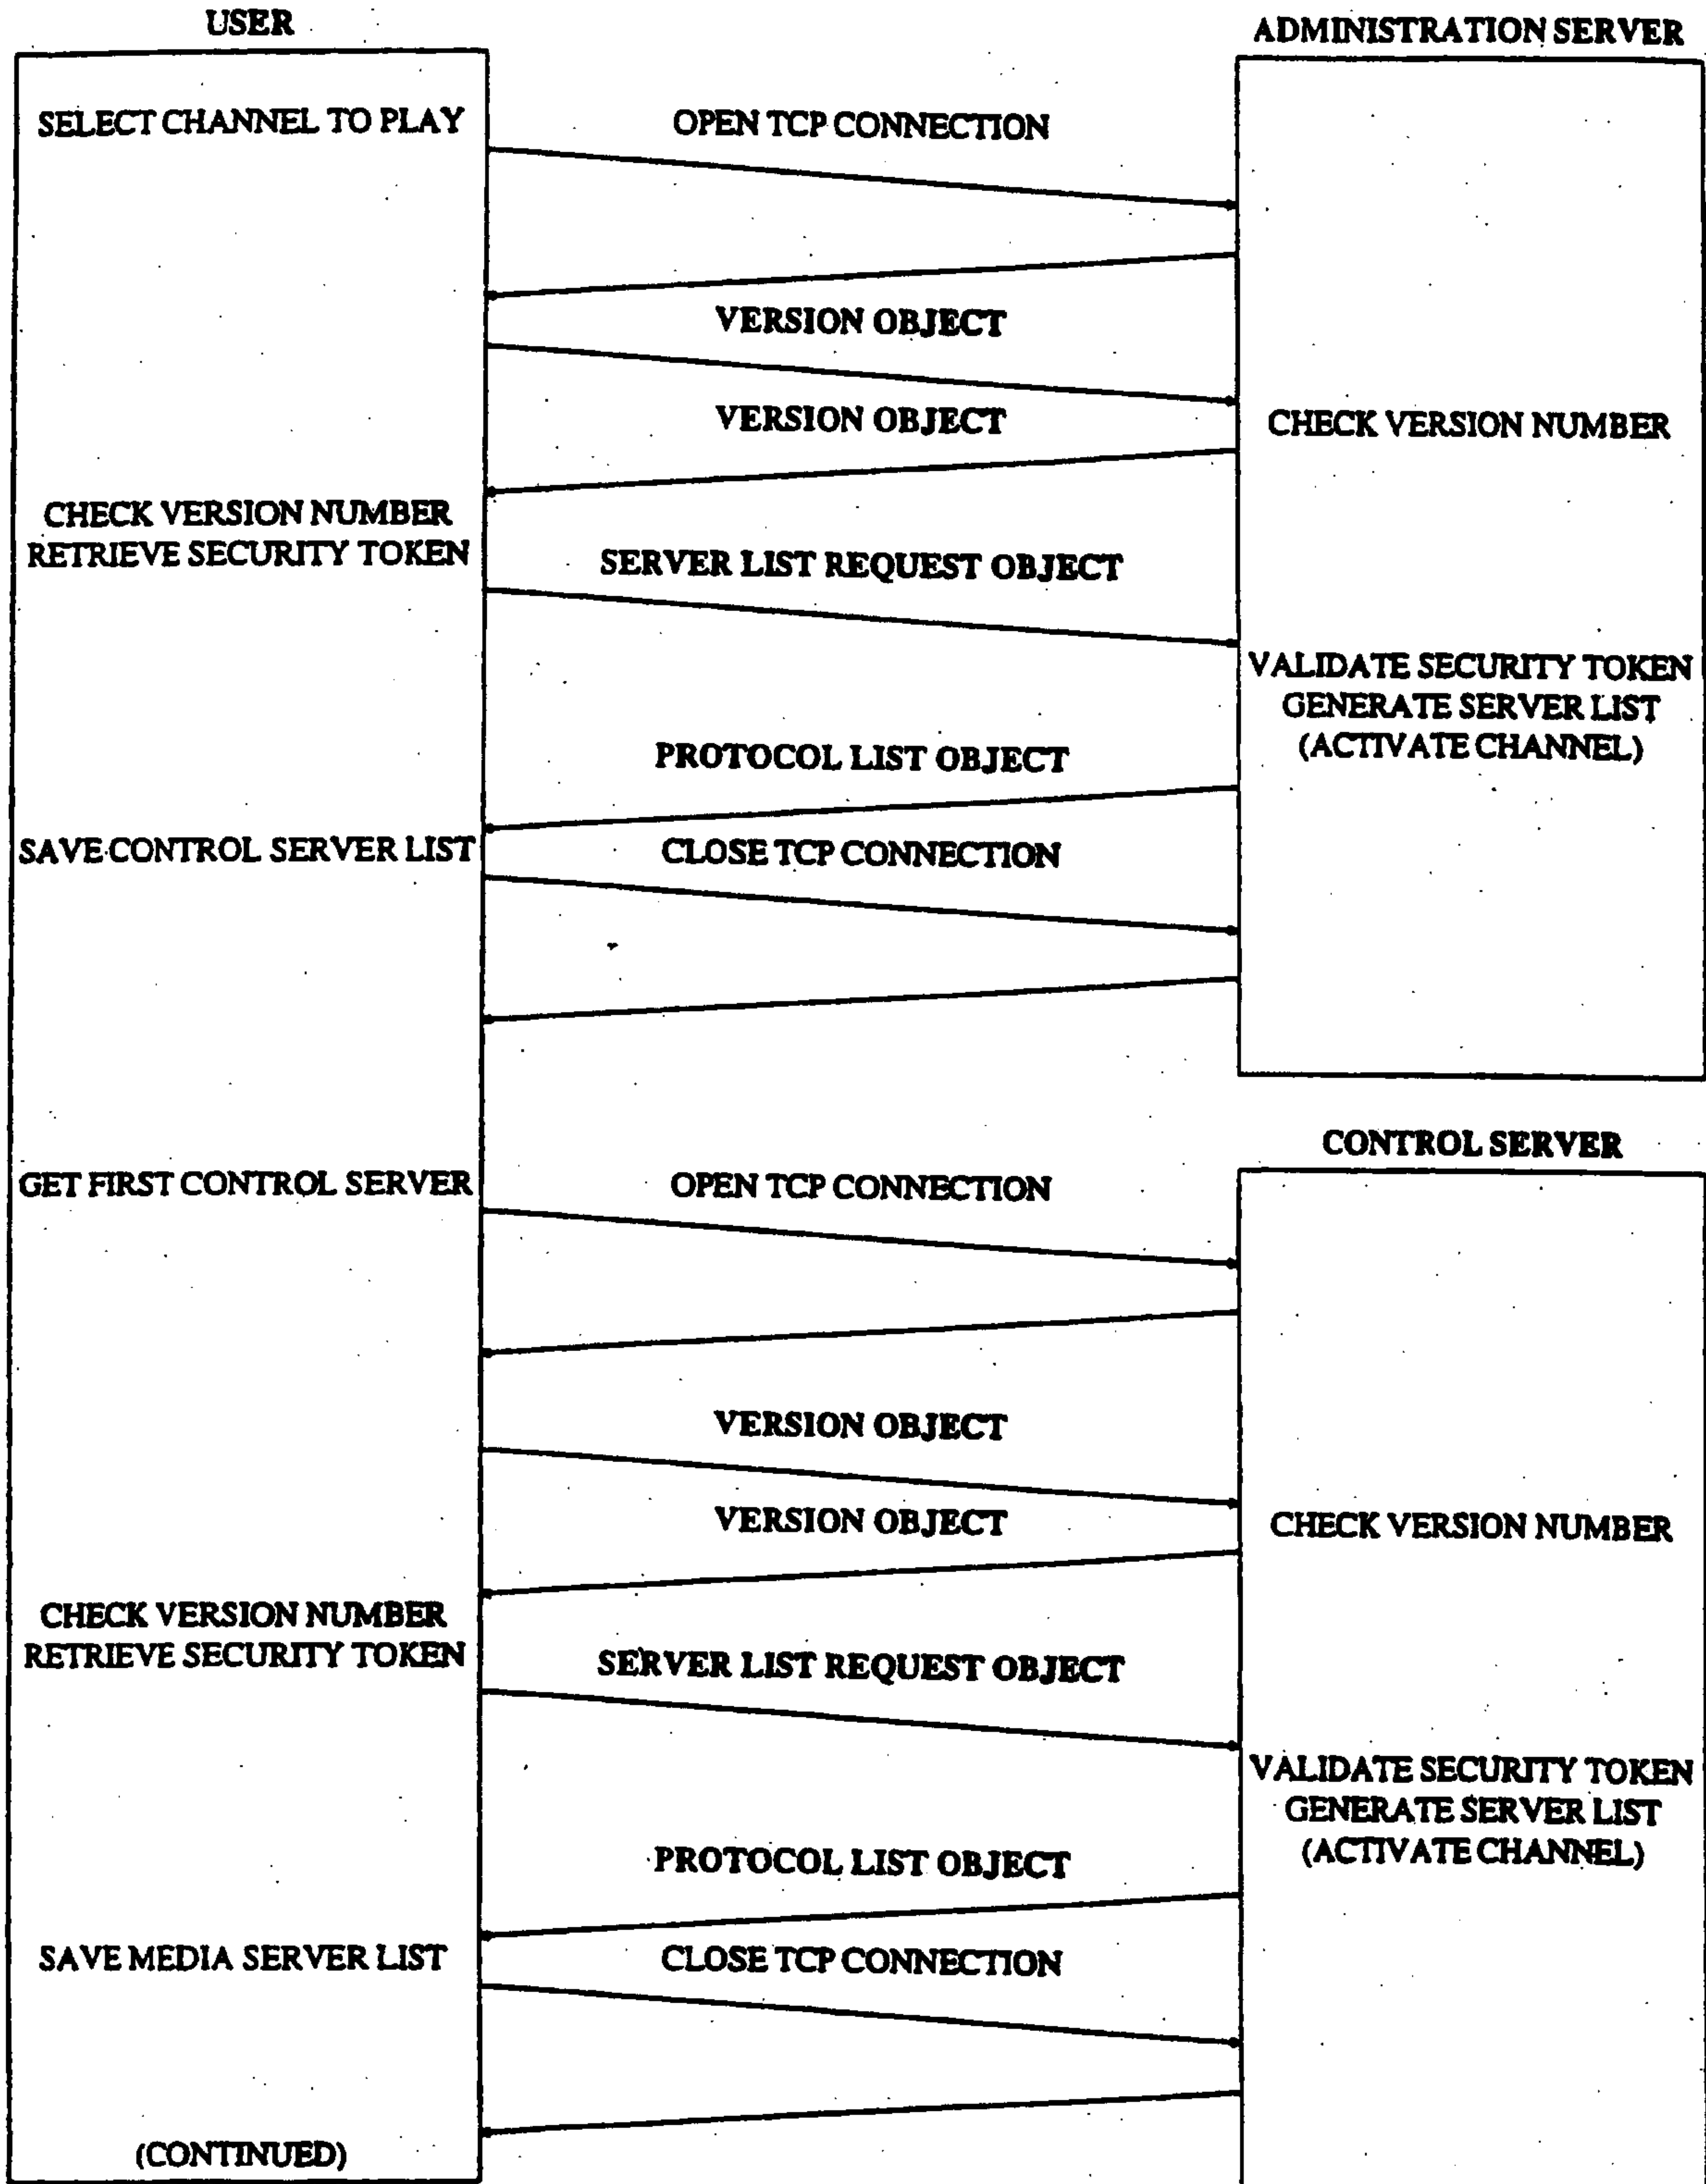 USER
ADMINISTRATION SERVER
SELECT CHANNEL TO PLAY
OPEN TCP CONNECTION
VERSION OBJECT
VERSION OBJECT
CHECK VERSION NUMBER
CHECK VERSION NUMBER
RETRIEVE SECURITY TOKEN
SERVER LIST REQUEST OBJECT
VALIDATE SECURITY TOKEN
GENERATE SERVER LIST
(ACTIVATE CHANNEL)
PROTOCOL LIST OBJECT
SAVE CONTROL SERVER LIST
CLOSE TCP CONNECTION
CONTROL SERVER
GET FIRST CONTROL SERVER
OPEN TCP CONNECTION
VERSION OBJECT
VERSION OBJECT
CHECK VERSION NUMBER
CHECK VERSION NUMBER
RETRIEVE SECURITY TOKEN
SERVER LIST REQUEST OBJECT
VALIDATE SECURITY TOKEN
GENERATE SERVER LIST
(ACTIVATE CHANNEL)
PROTOCOL LIST OBJECT
SAVE MEDIA SERVER LIST
CLOSE TCP CONNECTION
(CONTINUED)